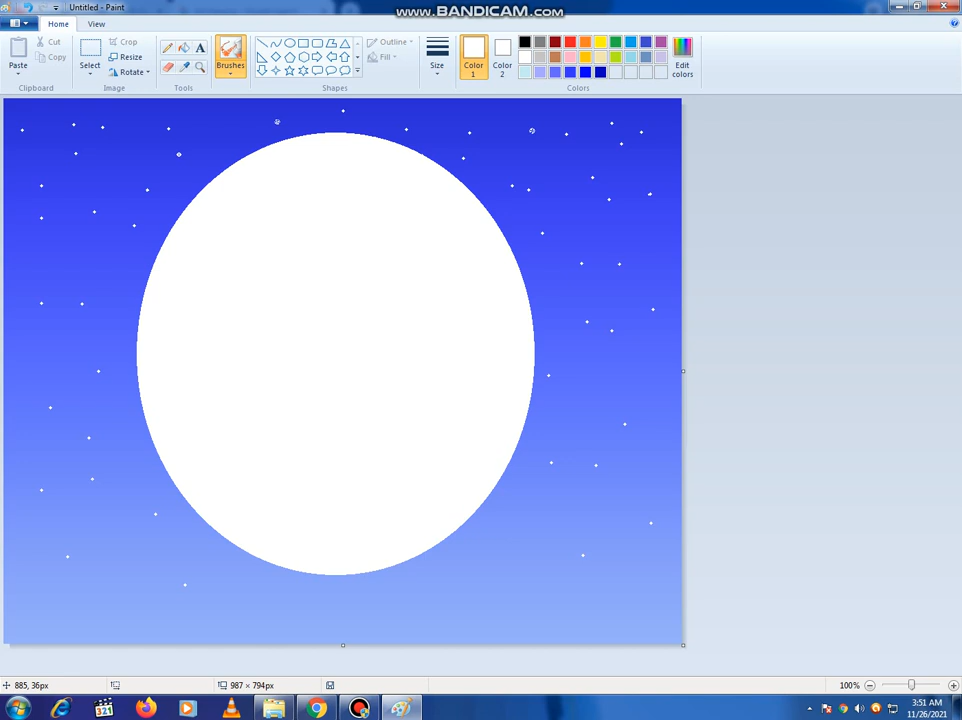 www.BANDICAM.com
Untitled - Paint
Home View
Paste Cut Copy
Clipboard
Select Crop Resize Rotate
Image
Tools
Brushes
Outline Fill
Shapes
Size
Color 1
Color 2
Edit colors
Colors
885, 36px
987 × 794px
100%
321
3:51 AM
11/26/2021